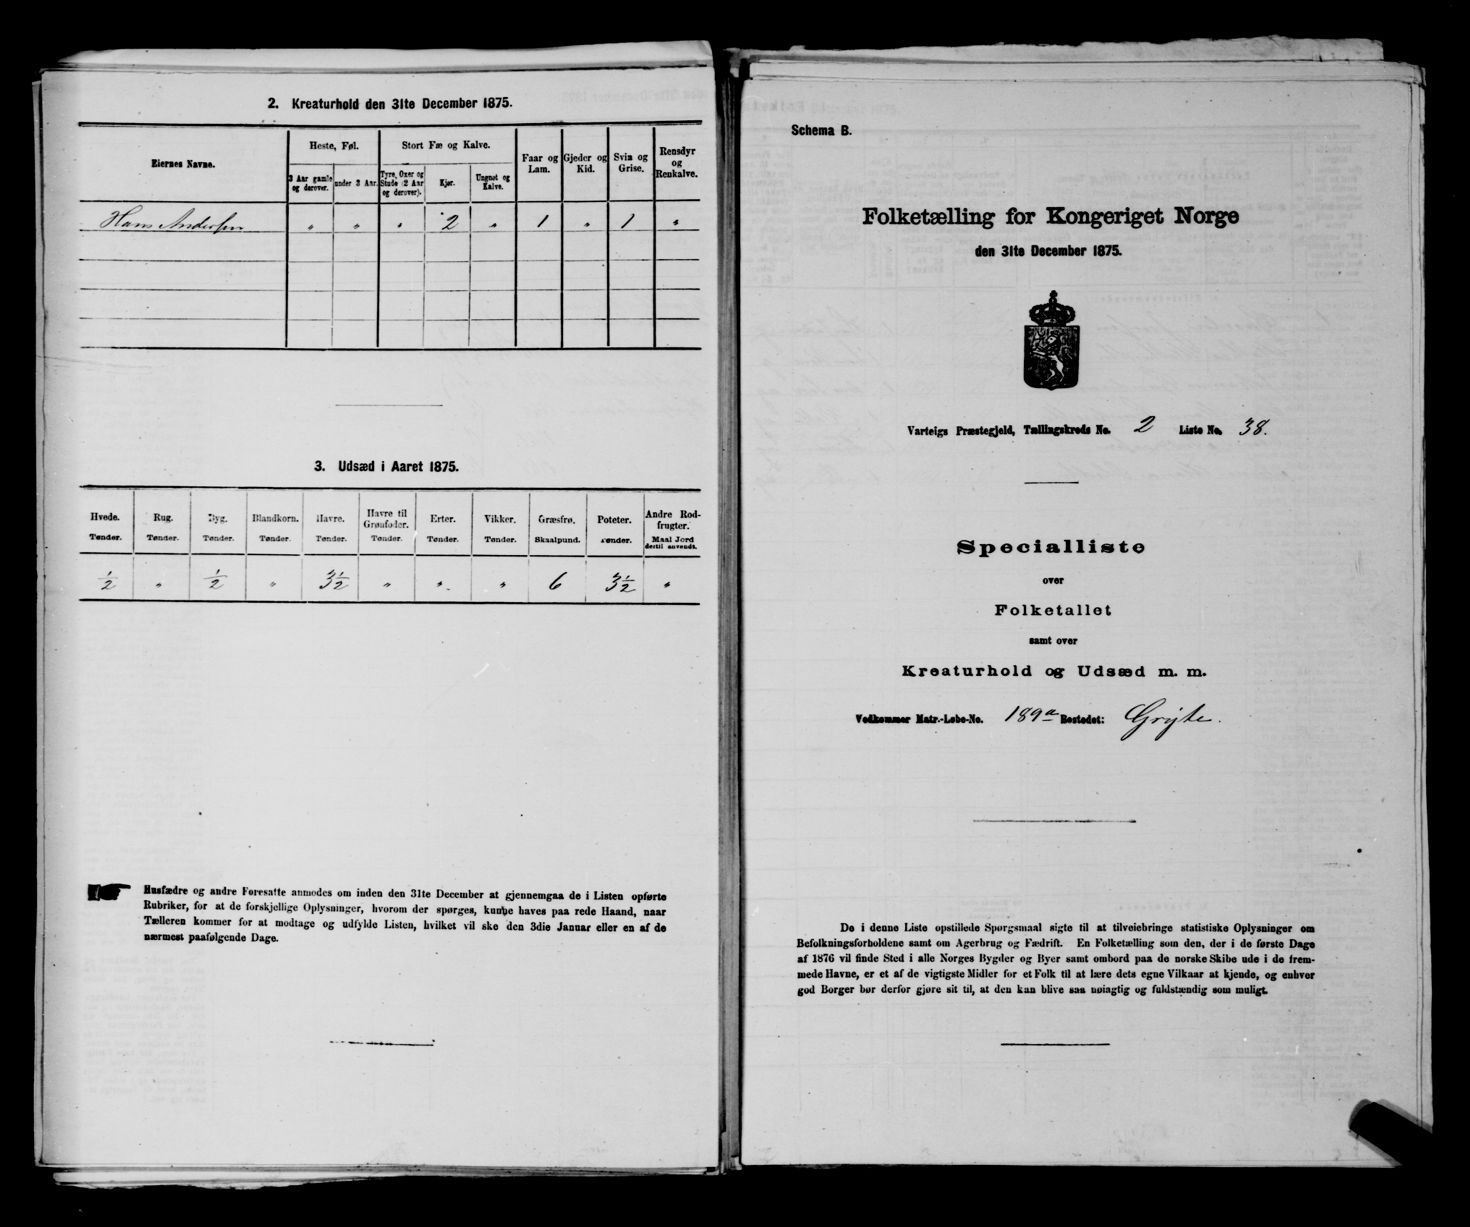 2. Kreaturhold den 31te December 1875.
Eiernes Navne. Heste, Føl. Stort Fæ og Kalve. Faar og Lam. Gjeder og Kid. Svin og Grise. Rensdyr og Renkalve.
3 Aar gamle og derover. under 3 Aar. Tyre, Oxer og Stude (2 Aar og derover). Kjør. Ungnøt og Kalve.
Hans Andersen " " " 2 " 1 " 1 "
3. Udsæd i Aaret 1875.
Hvede. Rug. Byg. Blandkorn. Havre. Havre til Grønfoder. Erter. Vikker. Græsfrø. Poteter. Andre Rodfrugter.
Tønder. Tønder. Tønder. Tønder. Tønder. Tønder. Tønder. Tønder. Skaalpund. Tønder. Maal Jord dertil anvendt.
1/2 " 1/2 " 3 1/2 " " " 6 3 1/2 "
Husfædre og andre Foresatte anmodes om inden den 31te December at gjennemgaa de i Listen opførte
Rubriker, for at de forskjellige Oplysninger, hvorom der spørges, kunne haves paa rede Haand, naar
Tælleren kommer for at modtage og udfylde Listen, hvilket vil ske den 3die Januar eller en af de
nærmest paafølgende Dage.
Schema B.
Folketælling for Kongeriget Norge
den 31te December 1875.
Varteigs Præstegjeld, Tællingskreds No. 2 Liste No. 38.
Specialliste
over
Folketallet
samt over
Kreaturhold og Udsæd m. m.
Vedkommer Matr.-Løbe-No. 189a Bostedet: Gryte.
De i denne Liste opstillede Spørgsmaal sigte til at tilveiebringe statistiske Oplysninger om
Befolkningsforholdene samt om Agerbrug og Fædrift. En Folketælling som den, der i de første Dage
af 1876 vil finde Sted i alle Norges Bygder og Byer samt ombord paa de norske Skibe ude i de frem-
mede Havne, er et af de vigtigste Midler for et Folk til at lære dets egne Vilkaar at kjende, og enhver
god Borger bør derfor gjøre sit til, at den kan blive saa nøiagtig og fuldstændig som muligt.